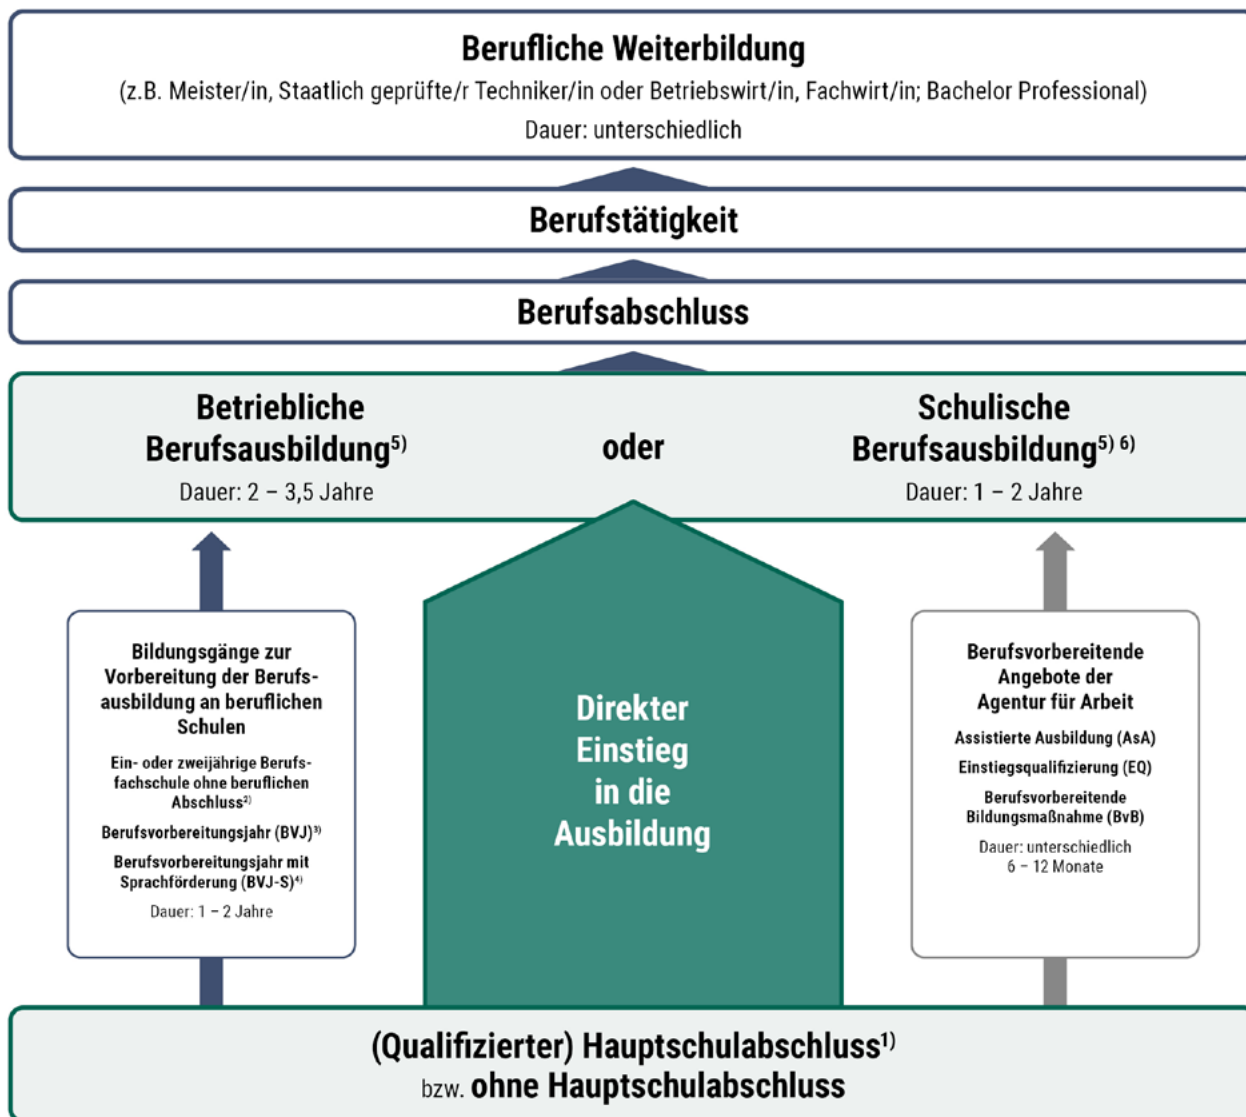 Berufliche Weiterbildung
(z.B. Meister/in, Staatlich geprüfte/r Techniker/in oder Betriebswirt/in, Fachwirt/in; Bachelor Professional)
Dauer: unterschiedlich
Berufstätigkeit
Berufsabschluss
Betriebliche
Berufsausbildung⁵⁾
Dauer: 2 – 3,5 Jahre
oder
Schulische
Berufsausbildung⁵⁾ ⁶⁾
Dauer: 1 – 2 Jahre
Bildungsgänge zur
Vorbereitung der Berufs-
ausbildung an beruflichen
Schulen
Ein- oder zweijährige Berufs-
fachschule ohne beruflichen
Abschluss²⁾
Berufsvorbereitungsjahr (BVJ)³⁾
Berufsvorbereitungsjahr mit
Sprachförderung (BVJ-S)⁴⁾
Dauer: 1 – 2 Jahre
Direkter
Einstieg
in die
Ausbildung
Berufsvorbereitende
Angebote der
Agentur für Arbeit
Assistierte Ausbildung (AsA)
Einstiegsqualifizierung (EQ)
Berufsvorbereitende
Bildungsmaßnahme (BvB)
Dauer: unterschiedlich
6 – 12 Monate
(Qualifizierter) Hauptschulabschluss¹⁾
bzw. ohne Hauptschulabschluss